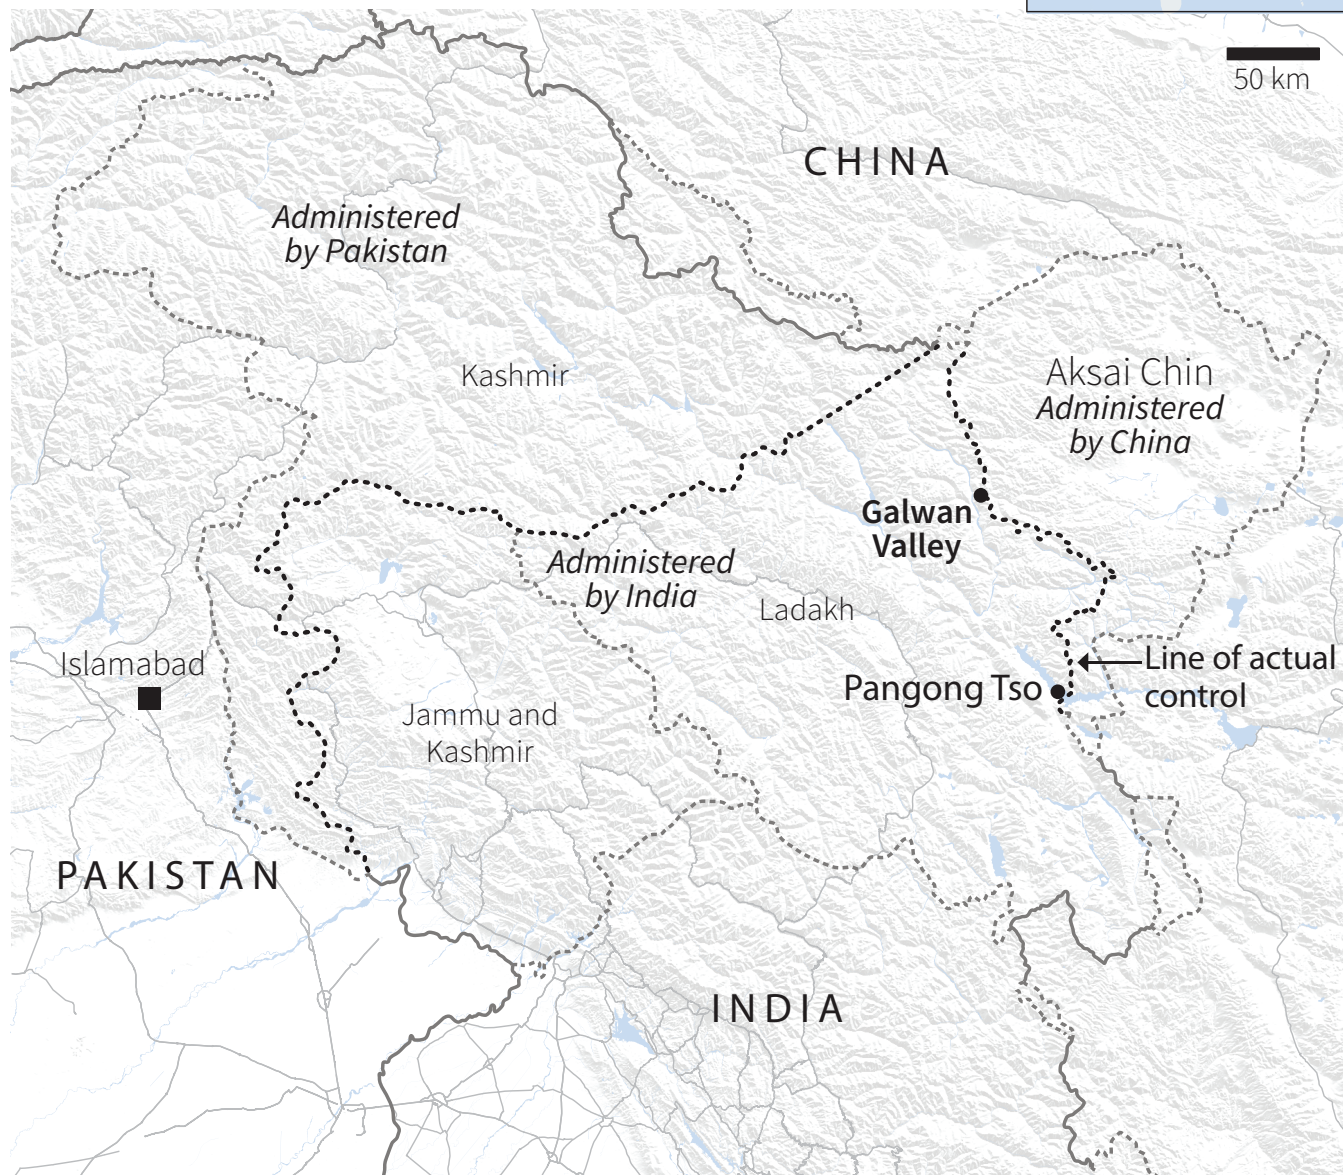 50 km
CHINA
Administered
by Pakistan
Kashmir
Aksai Chin
Administered
by China
Galwan
Valley
Administered
by India
Ladakh
Islamabad
Line of actual
control
Pangong Tso
Jammu and
Kashmir
PAKISTAN
INDIA